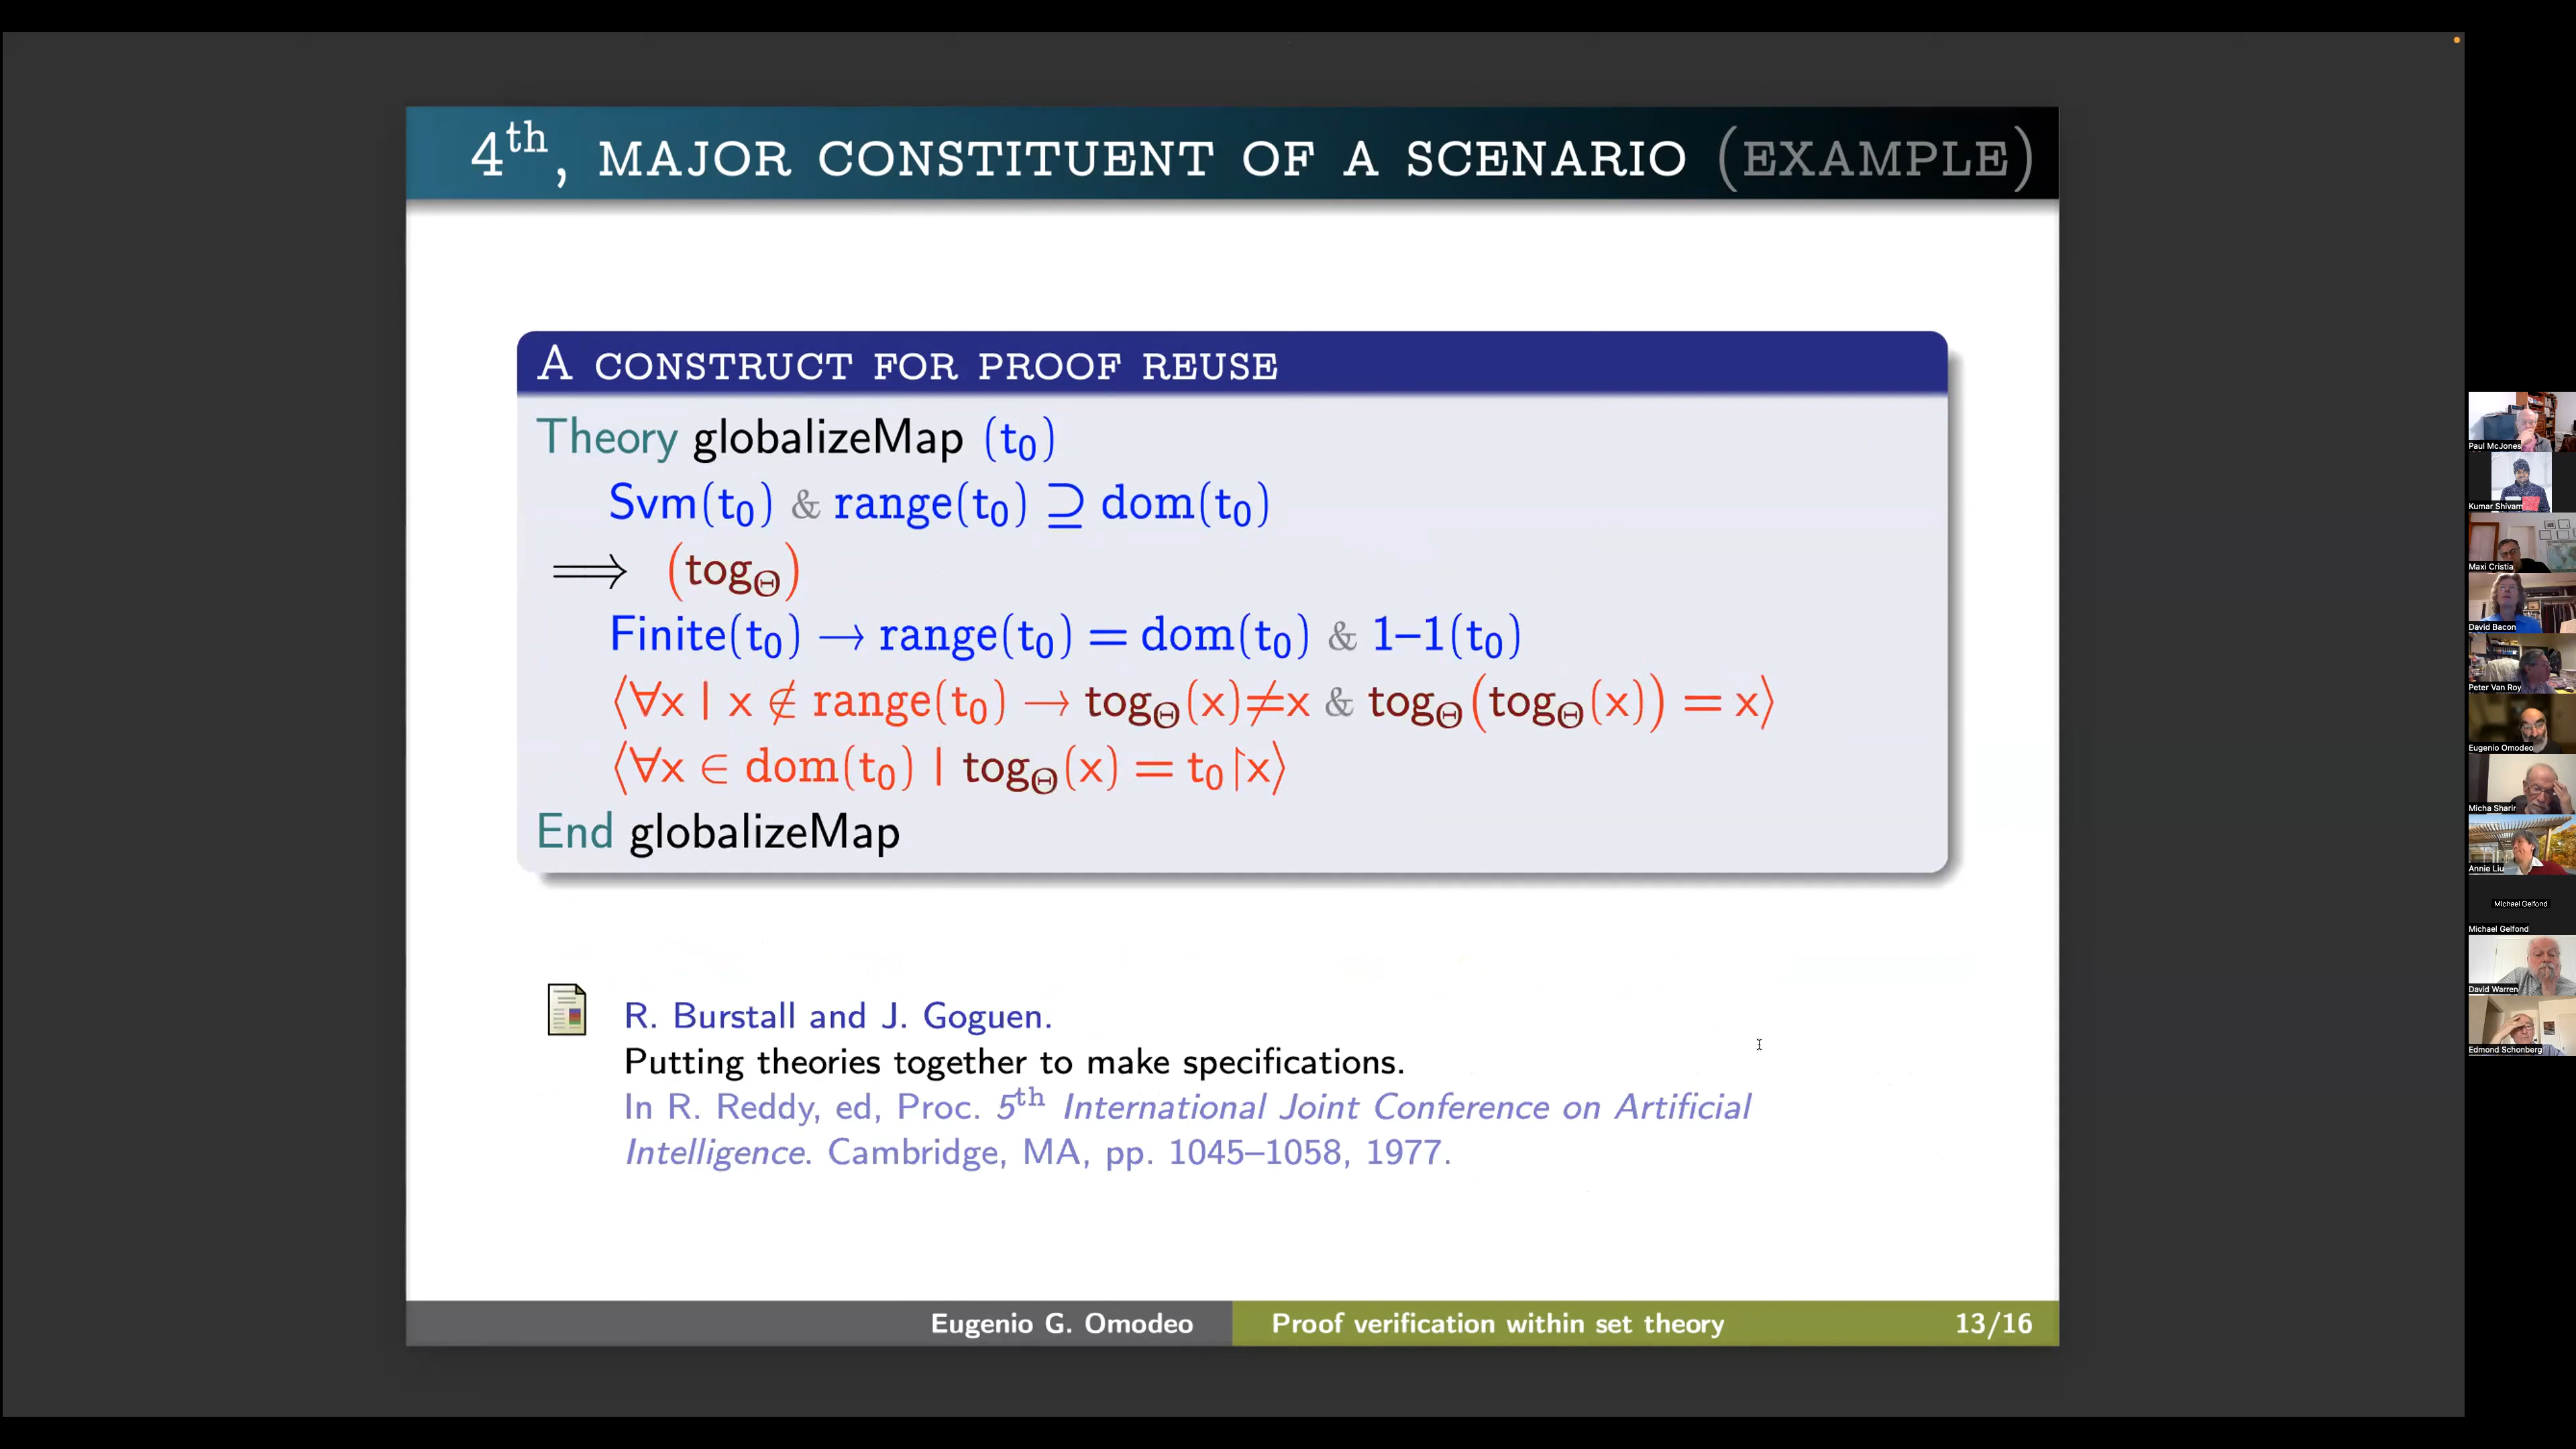 4th, MAJOR CONSTITUENT OF A SCENARIO (EXAMPLE)
A CONSTRUCT FOR PROOF REUSE
Theory globalizeMap (t₀)
Svm(t₀) & range(t₀) ⊇ dom(t₀)
⟹ (togΘ)
Finite(t₀) → range(t₀) = dom(t₀) & 1–1(t₀)
⟨∀x | x ∉ range(t₀) → togΘ(x)≠x & togΘ(togΘ(x)) = x⟩
⟨∀x ∈ dom(t₀) | togΘ(x) = t₀↾x⟩
End globalizeMap
R. Burstall and J. Goguen.
Putting theories together to make specifications.
In R. Reddy, ed, Proc. 5th International Joint Conference on Artificial
Intelligence. Cambridge, MA, pp. 1045–1058, 1977.
Eugenio G. Omodeo Proof verification within set theory 13/16
Paul McJones
Kumar Shivam
Maxi Cristia
David Bacon
Peter Van Roy
Eugenio Omodeo
Micha Sharir
Annie Liu
Michael Gelfond
Michael Gelfond
David Warren
Edmond Schonberg